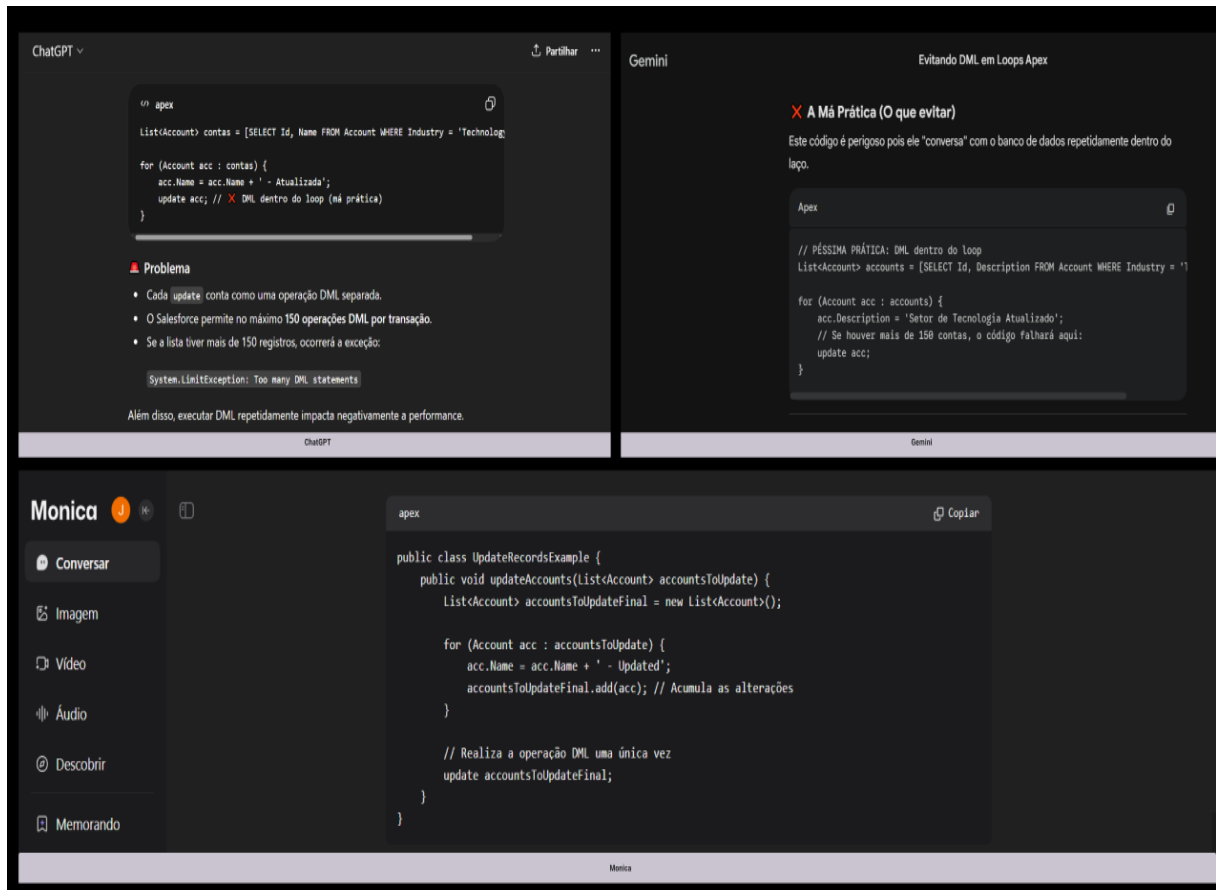 ChatGPT
Partilhar
apex
List<Account> contas = [SELECT Id, Name FROM Account WHERE Industry = 'Technolog
for (Account acc : contas) {
acc.Name = acc.Name + ' - Atualizada';
update acc; // ❌ DML dentro do loop (má prática)
}
🚨 Problema
• Cada update conta como uma operação DML separada.
• O Salesforce permite no máximo 150 operações DML por transação.
• Se a lista tiver mais de 150 registros, ocorrerá a exceção:
System.LimitException: Too many DML statements
Além disso, executar DML repetidamente impacta negativamente a performance.
ChatGPT
Gemini
Evitando DML em Loops Apex
❌ A Má Prática (O que evitar)
Este código é perigoso pois ele "conversa" com o banco de dados repetidamente dentro do
laço.
Apex
// PÉSSIMA PRÁTICA: DML dentro do loop
List<Account> accounts = [SELECT Id, Description FROM Account WHERE Industry = 'T
for (Account acc : accounts) {
acc.Description = 'Setor de Tecnologia Atualizado';
// Se houver mais de 150 contas, o código falhará aqui:
update acc;
}
Gemini
Monica J
Conversar
Imagem
Vídeo
Áudio
Descobrir
Memorando
apex
Copiar
public class UpdateRecordsExample {
public void updateAccounts(List<Account> accountsToUpdate) {
List<Account> accountsToUpdateFinal = new List<Account>();
for (Account acc : accountsToUpdate) {
acc.Name = acc.Name + ' - Updated';
accountsToUpdateFinal.add(acc); // Acumula as alterações
}
// Realiza a operação DML uma única vez
update accountsToUpdateFinal;
}
}
Monica